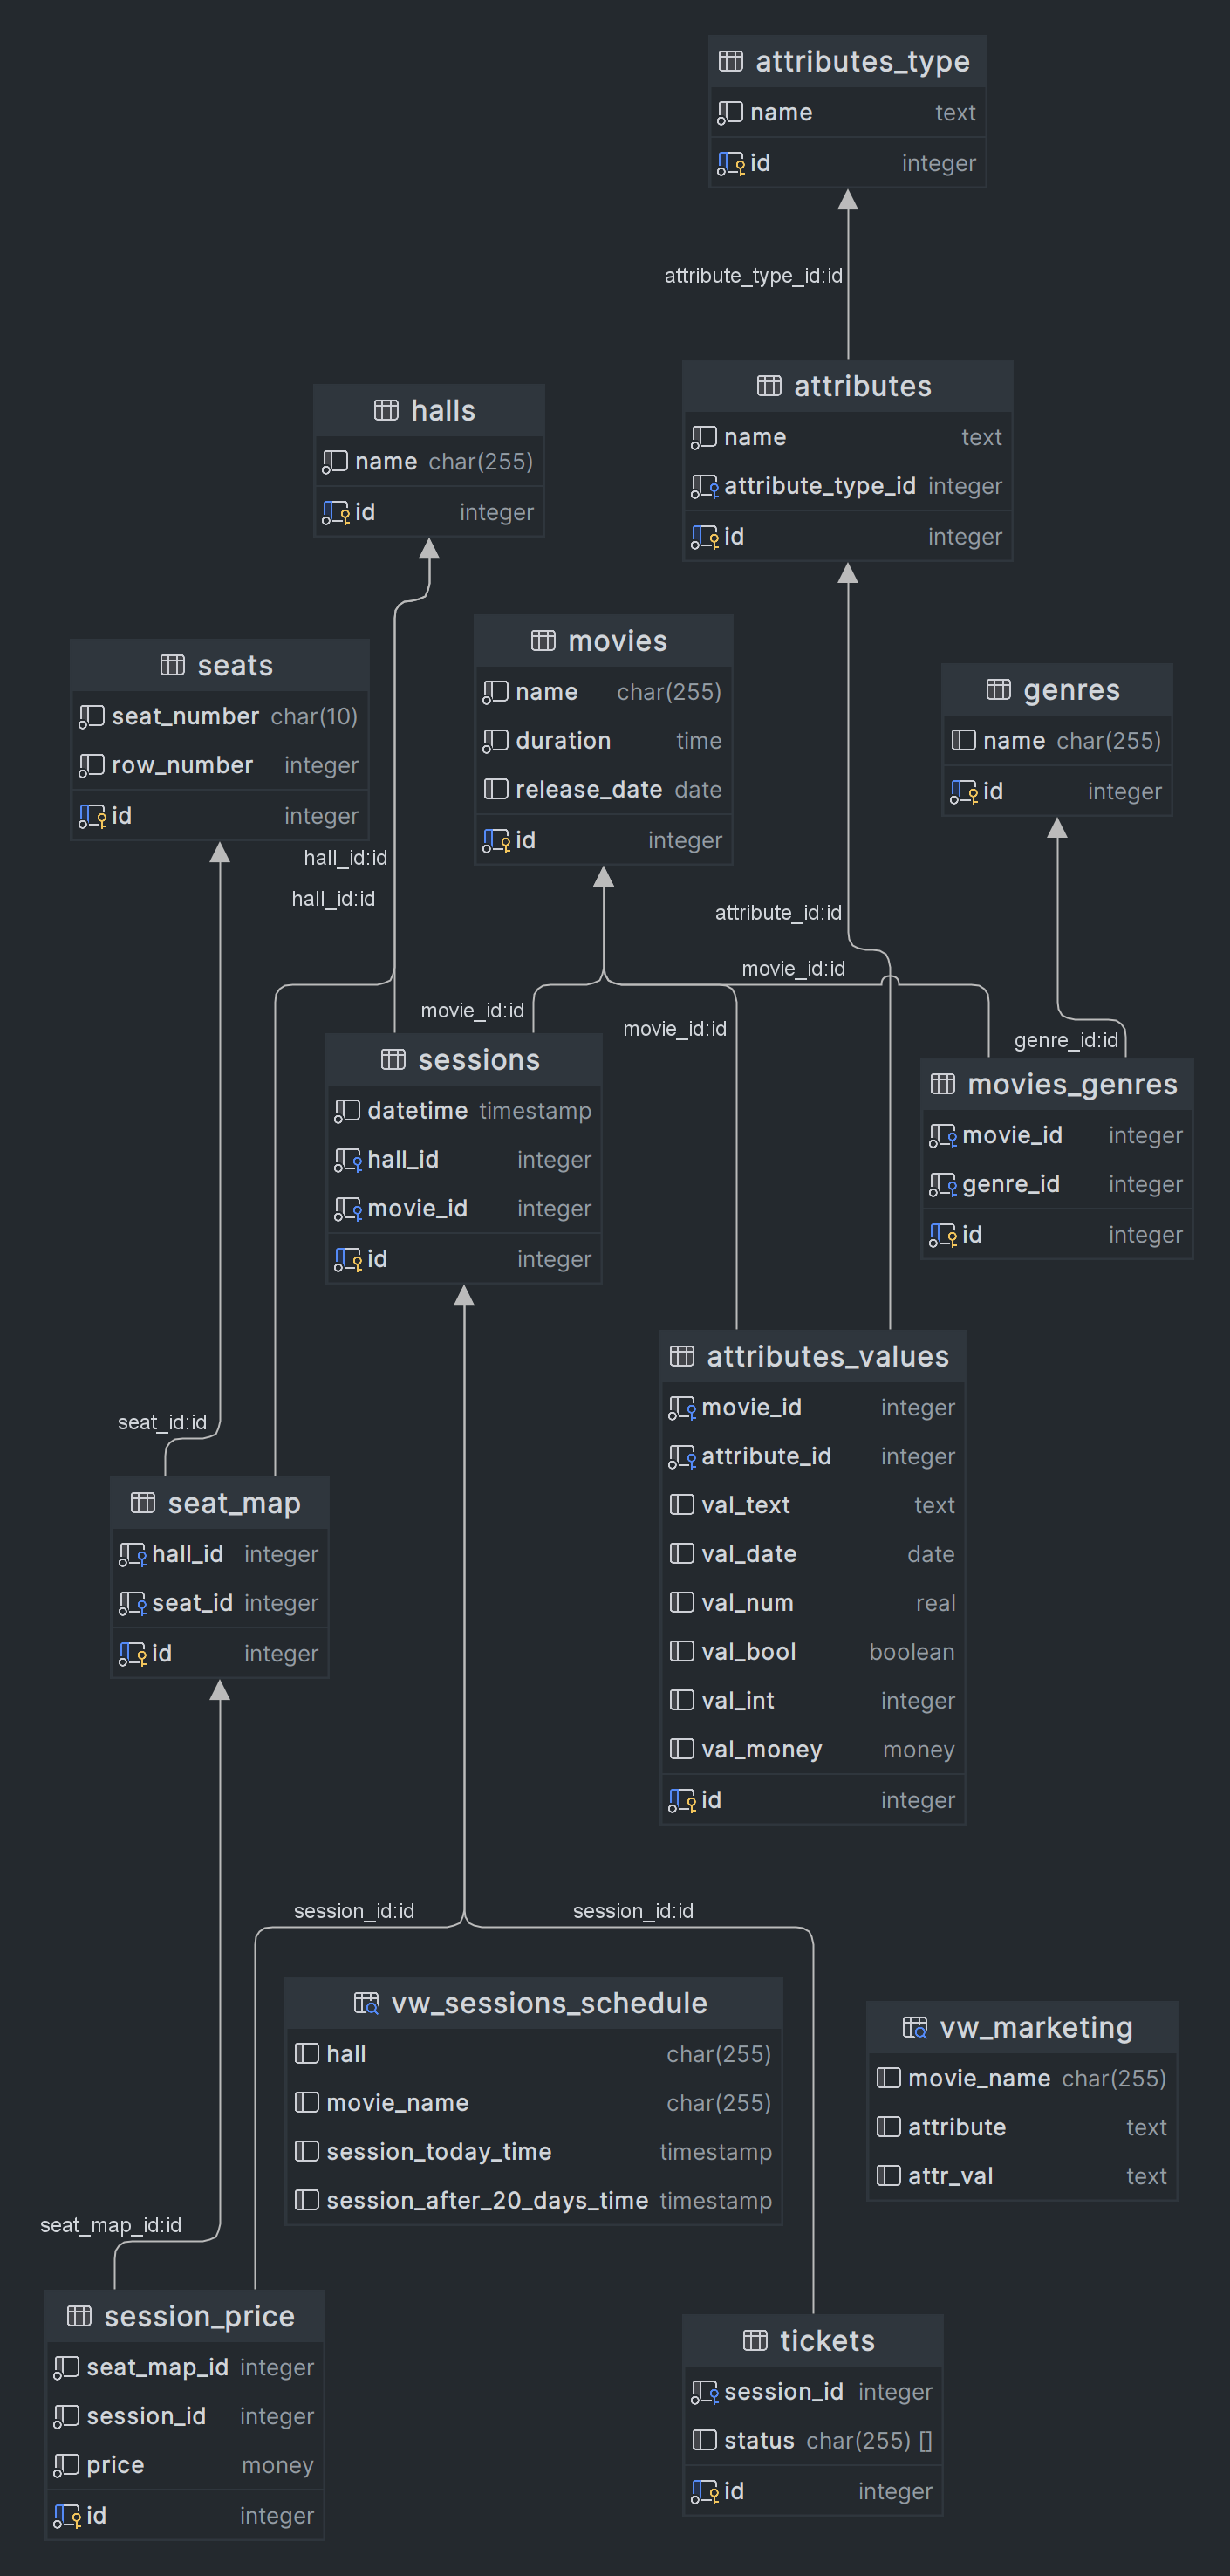 attributes_type
name text
id integer
attribute_type_id:id
attributes
name text
attribute_type_id integer
id integer
halls
name char(255)
id integer
movies
name char(255)
duration time
release_date date
id integer
seats
seat_number char(10)
row_number integer
id integer
genres
name char(255)
id integer
hall_id:id
hall_id:id
attribute_id:id
movie_id:id
movie_id:id
movie_id:id
genre_id:id
sessions
datetime timestamp
hall_id integer
movie_id integer
id integer
movies_genres
movie_id integer
genre_id integer
id integer
attributes_values
movie_id integer
attribute_id integer
val_text text
val_date date
val_num real
val_bool boolean
val_int integer
val_money money
id integer
seat_id:id
seat_map
hall_id integer
seat_id integer
id integer
session_id:id
session_id:id
vw_sessions_schedule
hall char(255)
movie_name char(255)
session_today_time timestamp
session_after_20_days_time timestamp
vw_marketing
movie_name char(255)
attribute text
attr_val text
seat_map_id:id
session_price
seat_map_id integer
session_id integer
price money
id integer
tickets
session_id integer
status char(255) []
id integer